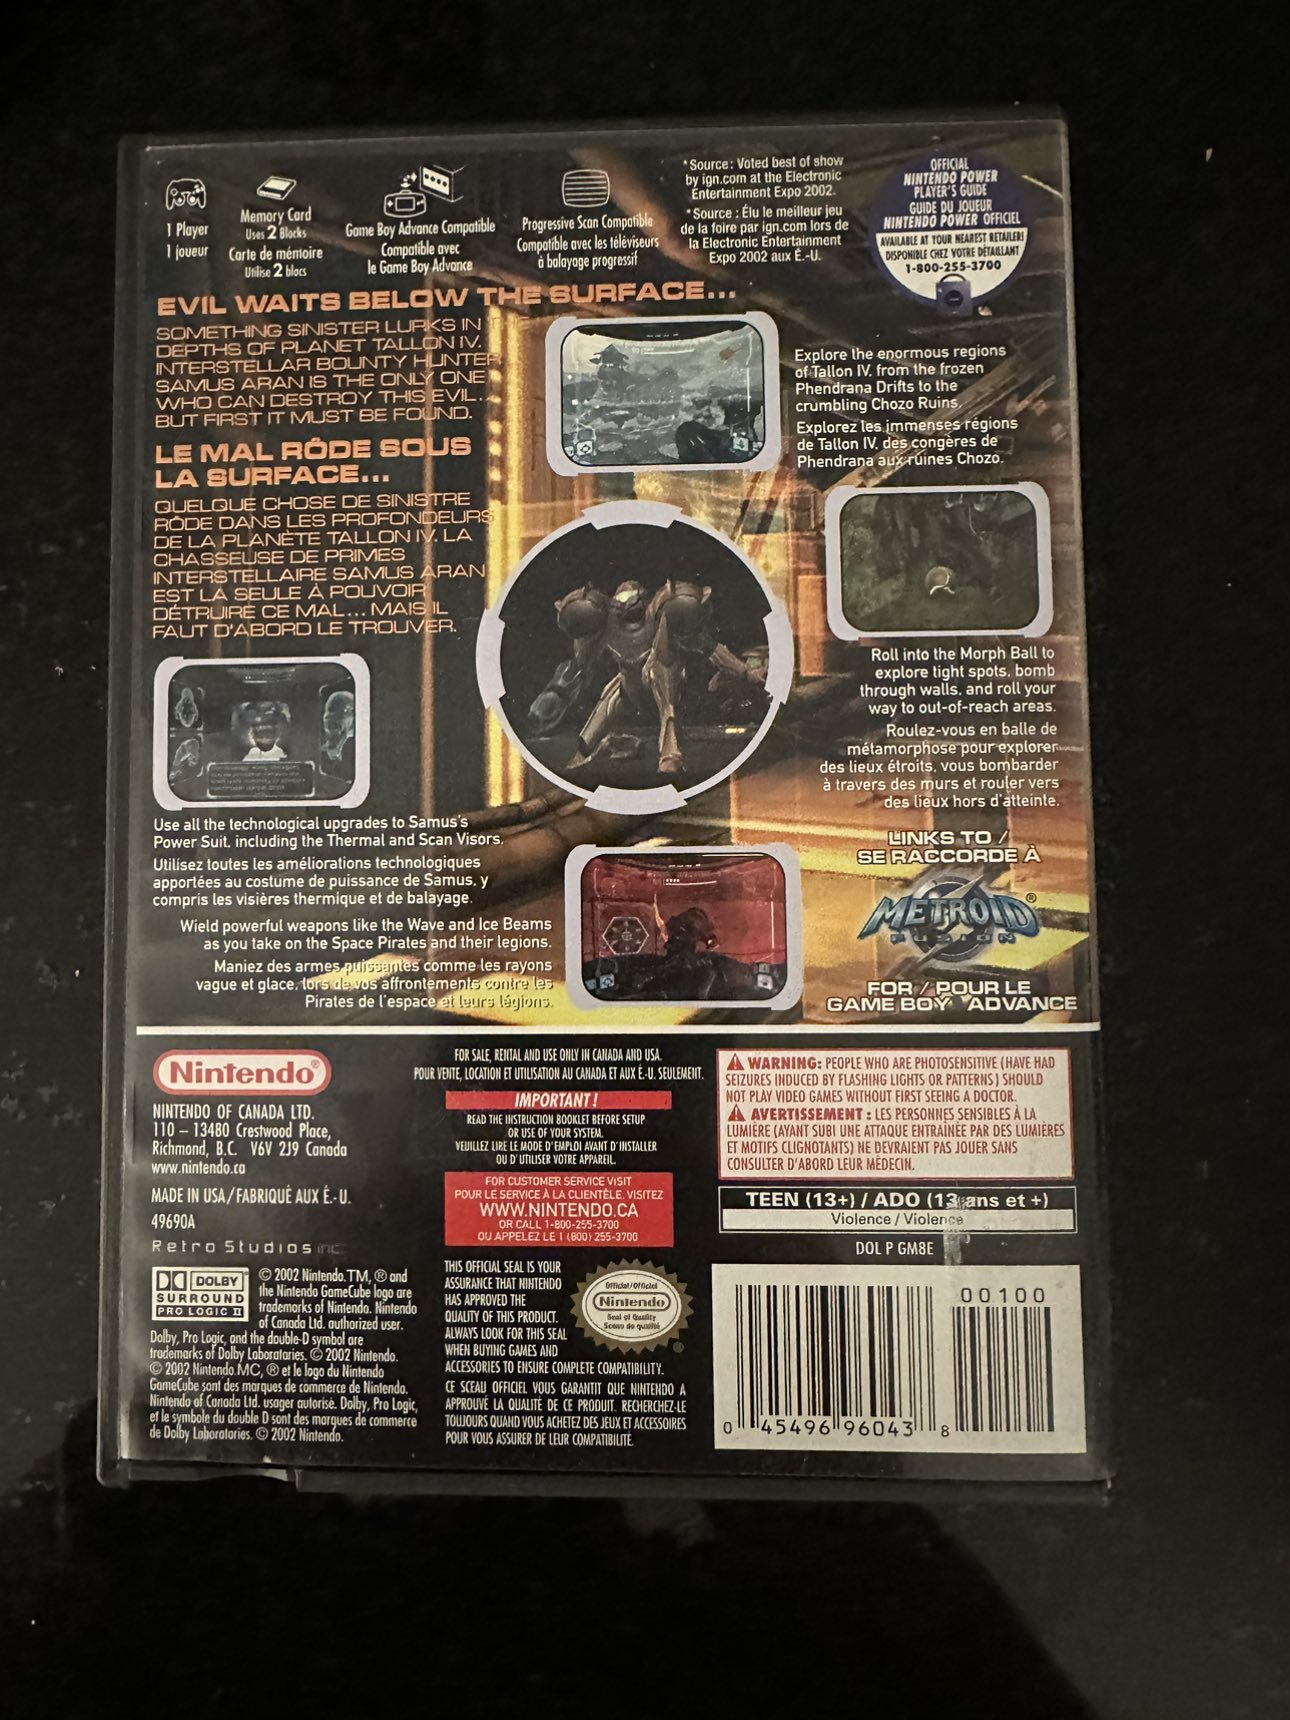 1 Player
1 joueur
Memory Card
Uses 2 Blocks
Carte de mémoire
Utilise 2 blocs
Game Boy Advance Compatible
Compatible avec
le Game Boy Advance
Progressive Scan Compatible
Compatible avec les téléviseurs
à balayage progressif
*Source: Voted best of show
by ign.com at the Electronic
Entertainment Expo 2002.
*Source : Élu le meilleur jeu
de la foire par ign.com lors de
la Electronic Entertainment
Expo 2002 aux É.-U.
OFFICIAL
NINTENDO POWER
PLAYER'S GUIDE
GUIDE DU JOUEUR
NINTENDO POWER OFFICIEL
AVAILABLE AT YOUR NEAREST RETAILER!
DISPONIBLE CHEZ VOTRE DÉTAILLANT
1-800-255-3700
EVIL WAITS BELOW THE SURFACE...
SOMETHING SINISTER LURKS IN
DEPTHS OF PLANET TALLON IV.
INTERSTELLAR BOUNTY HUNTER
SAMUS ARAN IS THE ONLY ONE
WHO CAN DESTROY THIS EVIL...
BUT FIRST IT MUST BE FOUND.
LE MAL RÔDE SOUS
LA SURFACE...
QUELQUE CHOSE DE SINISTRE
RÔDE DANS LES PROFONDEURS
DE LA PLANÈTE TALLON IV. LA
CHASSEUSE DE PRIMES
INTERSTELLAIRE SAMUS ARAN
EST LA SEULE À POUVOIR
DÉTRUIRE CE MAL... MAIS IL
FAUT D'ABORD LE TROUVER.
Explore the enormous regions
of Tallon IV, from the frozen
Phendrana Drifts to the
crumbling Chozo Ruins.
Explorez les immenses régions
de Tallon IV, des congères de
Phendrana aux ruines Chozo.
Roll into the Morph Ball to
explore tight spots, bomb
through walls, and roll your
way to out-of-reach areas.
Roulez-vous en balle de
métamorphose pour explorer
des lieux étroits, vous bombarder
à travers des murs et rouler vers
des lieux hors d'atteinte.
Use all the technological upgrades to Samus's
Power Suit, including the Thermal and Scan Visors.
Utilisez toutes les améliorations technologiques
apportées au costume de puissance de Samus, y
compris les visières thermique et de balayage.
Wield powerful weapons like the Wave and Ice Beams
as you take on the Space Pirates and their legions.
Maniez des armes puissantes comme les rayons
vague et glace, lors de vos affrontements contre les
Pirates de l'espace et leurs légions.
LINKS TO /
SE RACCORDE À
METROID®
FUSION
FOR / POUR LE
GAME BOY ADVANCE
Nintendo®
NINTENDO OF CANADA LTD.
110 – 13480 Crestwood Place,
Richmond, B.C. V6V 2J9 Canada
www.nintendo.ca
MADE IN USA/FABRIQUÉ AUX É.-U.
49690A
Retro Studios inc
DOLBY
SURROUND
PRO LOGIC II
© 2002 Nintendo.TM, ® and
the Nintendo GameCube logo are
trademarks of Nintendo. Nintendo
of Canada Ltd. authorized user.
Dolby, Pro Logic, and the double-D symbol are
trademarks of Dolby Laboratories. © 2002 Nintendo.
© 2002 Nintendo.MC, ® et le logo du Nintendo
GameCube sont des marques de commerce de Nintendo.
Nintendo of Canada Ltd. usager autorisé. Dolby, Pro Logic,
et le symbole du double D sont des marques de commerce
de Dolby Laboratories. © 2002 Nintendo.
FOR SALE, RENTAL AND USE ONLY IN CANADA AND USA.
POUR VENTE, LOCATION ET UTILISATION AU CANADA ET AUX É.-U. SEULEMENT.
IMPORTANT!
READ THE INSTRUCTION BOOKLET BEFORE SETUP
OR USE OF YOUR SYSTEM.
VEUILLEZ LIRE LE MODE D'EMPLOI AVANT D'INSTALLER
OU D'UTILISER VOTRE APPAREIL.
FOR CUSTOMER SERVICE VISIT
POUR LE SERVICE À LA CLIENTÈLE, VISITEZ
WWW.NINTENDO.CA
OR CALL 1-800-255-3700
OU APPELEZ LE 1 (800) 255-3700
THIS OFFICIAL SEAL IS YOUR
ASSURANCE THAT NINTENDO
HAS APPROVED THE
QUALITY OF THIS PRODUCT.
ALWAYS LOOK FOR THIS SEAL
WHEN BUYING GAMES AND
ACCESSORIES TO ENSURE COMPLETE COMPATIBILITY.
CE SCEAU OFFICIEL VOUS GARANTIT QUE NINTENDO A
APPROUVÉ LA QUALITÉ DE CE PRODUIT. RECHERCHEZ-LE
TOUJOURS QUAND VOUS ACHETEZ DES JEUX ET ACCESSOIRES
POUR VOUS ASSURER DE LEUR COMPATIBILITÉ.
Official/Officiel
Nintendo
Seal of Quality
Sceau de qualité
®
WARNING: PEOPLE WHO ARE PHOTOSENSITIVE (HAVE HAD
SEIZURES INDUCED BY FLASHING LIGHTS OR PATTERNS) SHOULD
NOT PLAY VIDEO GAMES WITHOUT FIRST SEEING A DOCTOR.
AVERTISSEMENT : LES PERSONNES SENSIBLES À LA
LUMIÈRE (AYANT SUBI UNE ATTAQUE ENTRAÎNÉE PAR DES LUMIÈRES
ET MOTIFS CLIGNOTANTS) NE DEVRAIENT PAS JOUER SANS
CONSULTER D'ABORD LEUR MÉDECIN.
TEEN (13+) / ADO (13 ans et +)
Violence / Violence
DOL P GM8E
00100
0 45496 96043 8